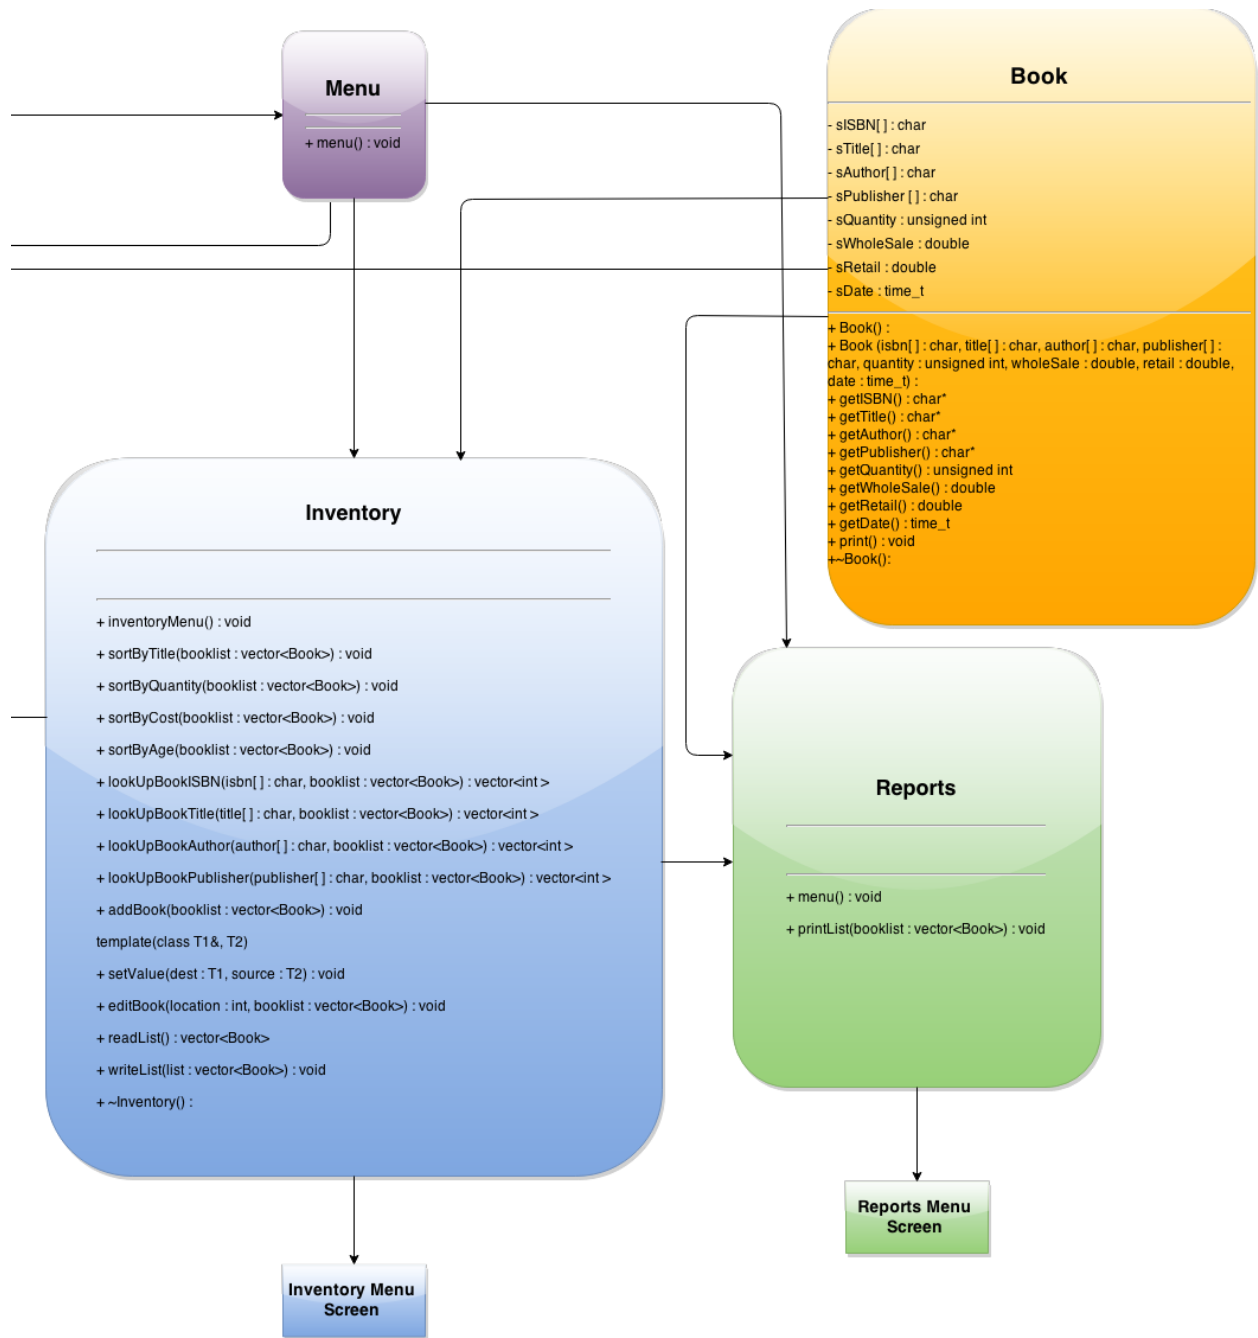 Menu
+ menu() : void
Book
- sISBN[ ] : char
- sTitle[ ] : char
- sAuthor[ ] : char
- sPublisher [ ] : char
- sQuantity : unsigned int
- sWholeSale : double
- sRetail : double
- sDate : time_t
+ Book() :
+ Book (isbn[ ] : char, title[ ] : char, author[ ] : char, publisher[ ] :
char, quantity : unsigned int, wholeSale : double, retail : double,
date : time_t) :
+ getISBN() : char*
+ getTitle() : char*
+ getAuthor() : char*
+ getPublisher() : char*
+ getQuantity() : unsigned int
+ getWholeSale() : double
+ getRetail() : double
+ getDate() : time_t
+ print() : void
+~Book():
Inventory
+ inventoryMenu() : void
+ sortByTitle(booklist : vector<Book>) : void
+ sortByQuantity(booklist : vector<Book>) : void
+ sortByCost(booklist : vector<Book>) : void
+ sortByAge(booklist : vector<Book>) : void
+ lookUpBookISBN(isbn[ ] : char, booklist : vector<Book>) : vector<int >
+ lookUpBookTitle(title[ ] : char, booklist : vector<Book>) : vector<int >
+ lookUpBookAuthor(author[ ] : char, booklist : vector<Book>) : vector<int >
+ lookUpBookPublisher(publisher[ ] : char, booklist : vector<Book>) : vector<int >
+ addBook(booklist : vector<Book>) : void
template(class T1&, T2)
+ setValue(dest : T1, source : T2) : void
+ editBook(location : int, booklist : vector<Book>) : void
+ readList() : vector<Book>
+ writeList(list : vector<Book>) : void
+ ~Inventory() :
Reports
+ menu() : void
+ printList(booklist : vector<Book>) : void
Reports Menu
Screen
Inventory Menu
Screen